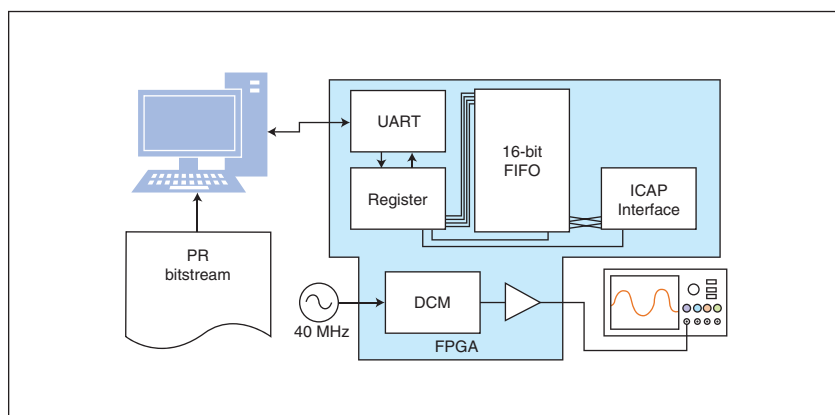 UART
16-bit
FIFO
Register
ICAP
Interface
PR
bitstream
DCM
40 MHz
FPGA